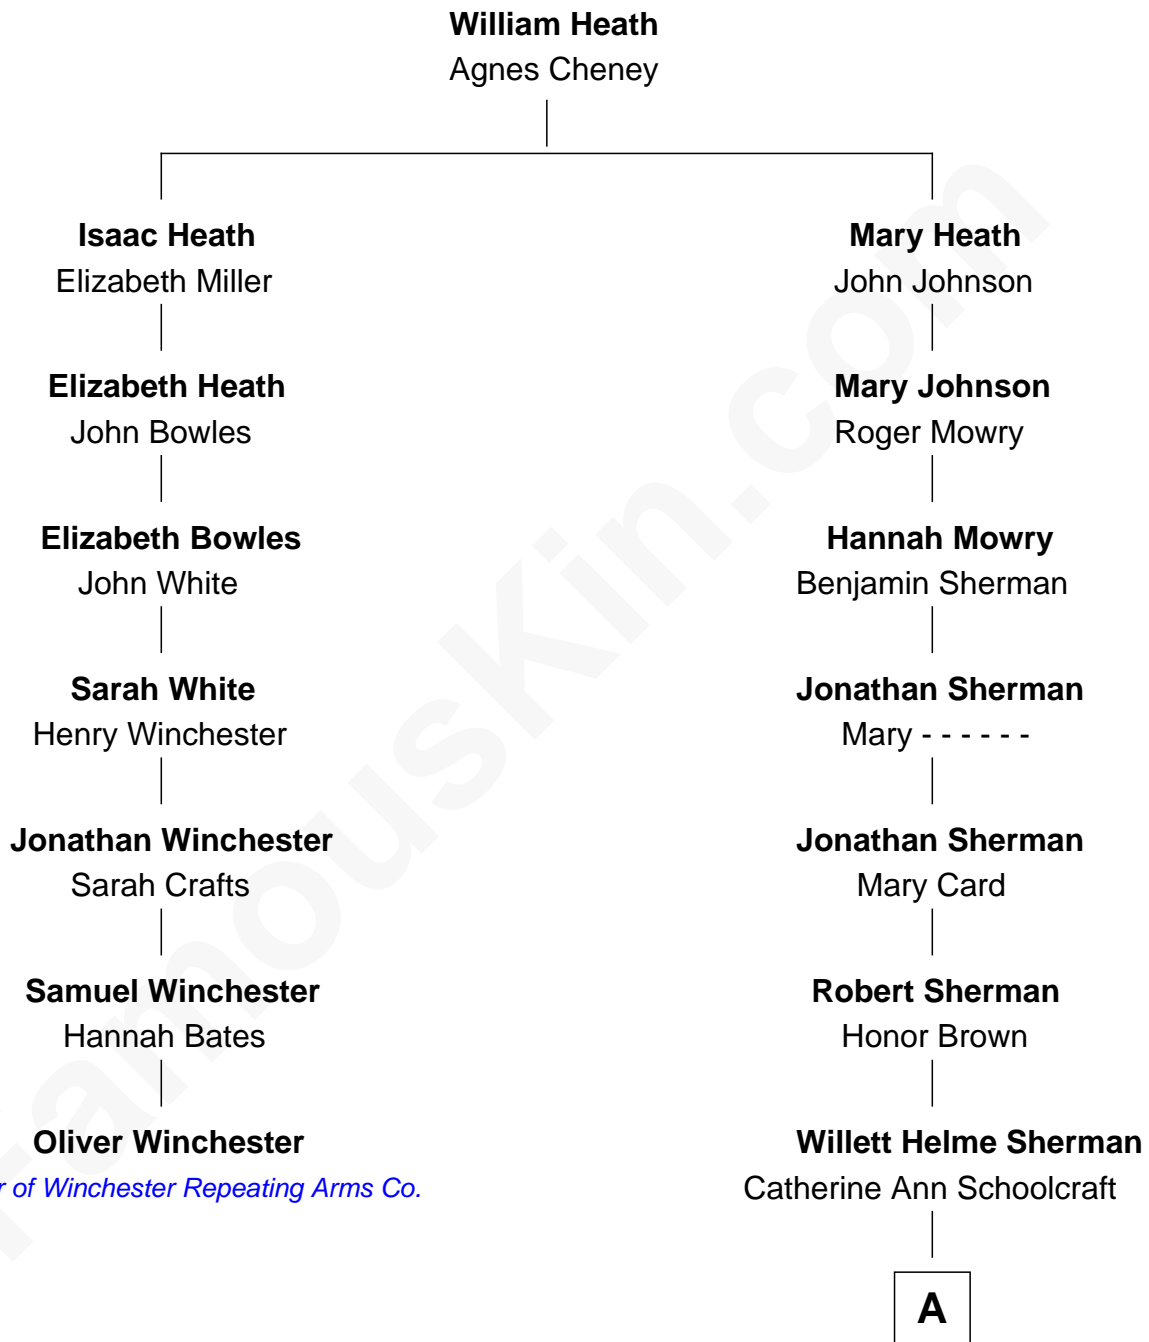 William Heath
Agnes Cheney
Isaac Heath
Elizabeth Miller
Elizabeth Heath
John Bowles
Elizabeth Bowles
John White
Sarah White
Henry Winchester
Jonathan Winchester
Sarah Crafts
Samuel Winchester
Hannah Bates
Oliver Winchester
r of Winchester Repeating Arms Co.
Mary Heath
John Johnson
Mary Johnson
Roger Mowry
Hannah Mowry
Benjamin Sherman
Jonathan Sherman
Mary - - - - - -
Jonathan Sherman
Mary Card
Robert Sherman
Honor Brown
Willett Helme Sherman
Catherine Ann Schoolcraft
A
FamousKin.com